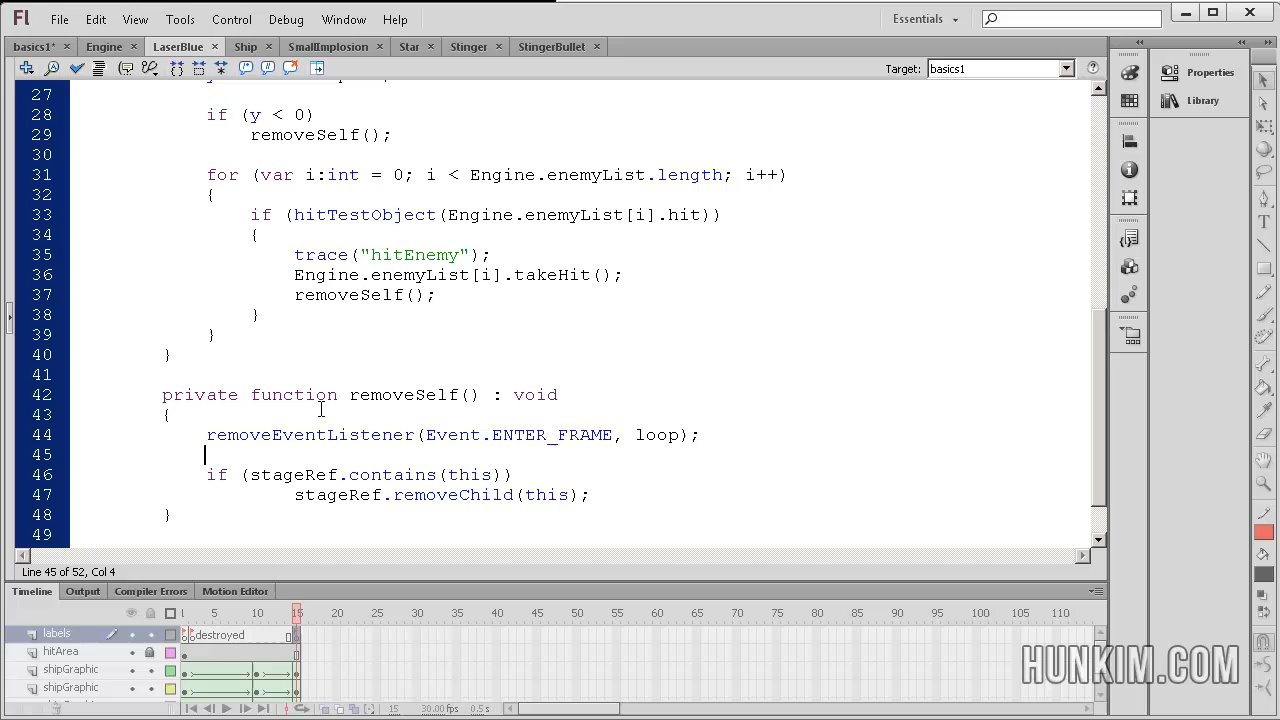 Fl File Edit View Tools Control Debug Window Help Essentials
basics1* × Engine × LaserBlue × Ship × SmallImplosion × Star × Stinger × StingerBullet ×
Target: basics1
Properties
Library
27
28 if (y < 0)
29 removeSelf();
30
31 for (var i:int = 0; i < Engine.enemyList.length; i++)
32 {
33 if (hitTestObject(Engine.enemyList[i].hit))
34 {
35 trace("hitEnemy");
36 Engine.enemyList[i].takeHit();
37 removeSelf();
38 }
39 }
40 }
41
42 private function removeSelf() : void
43 {
44 removeEventListener(Event.ENTER_FRAME, loop);
45
46 if (stageRef.contains(this))
47 stageRef.removeChild(this);
48 }
49
Line 45 of 52, Col 4
Timeline Output Compiler Errors Motion Editor
1 5 10 15 20 25 30 35 40 45 50 55 60 65 70 75 80 85 90 95 100 105 110
labels destroyed
hitArea
shipGraphic
shipGraphic
15 30.00 fps 0.5 s
HUNKIM.COM